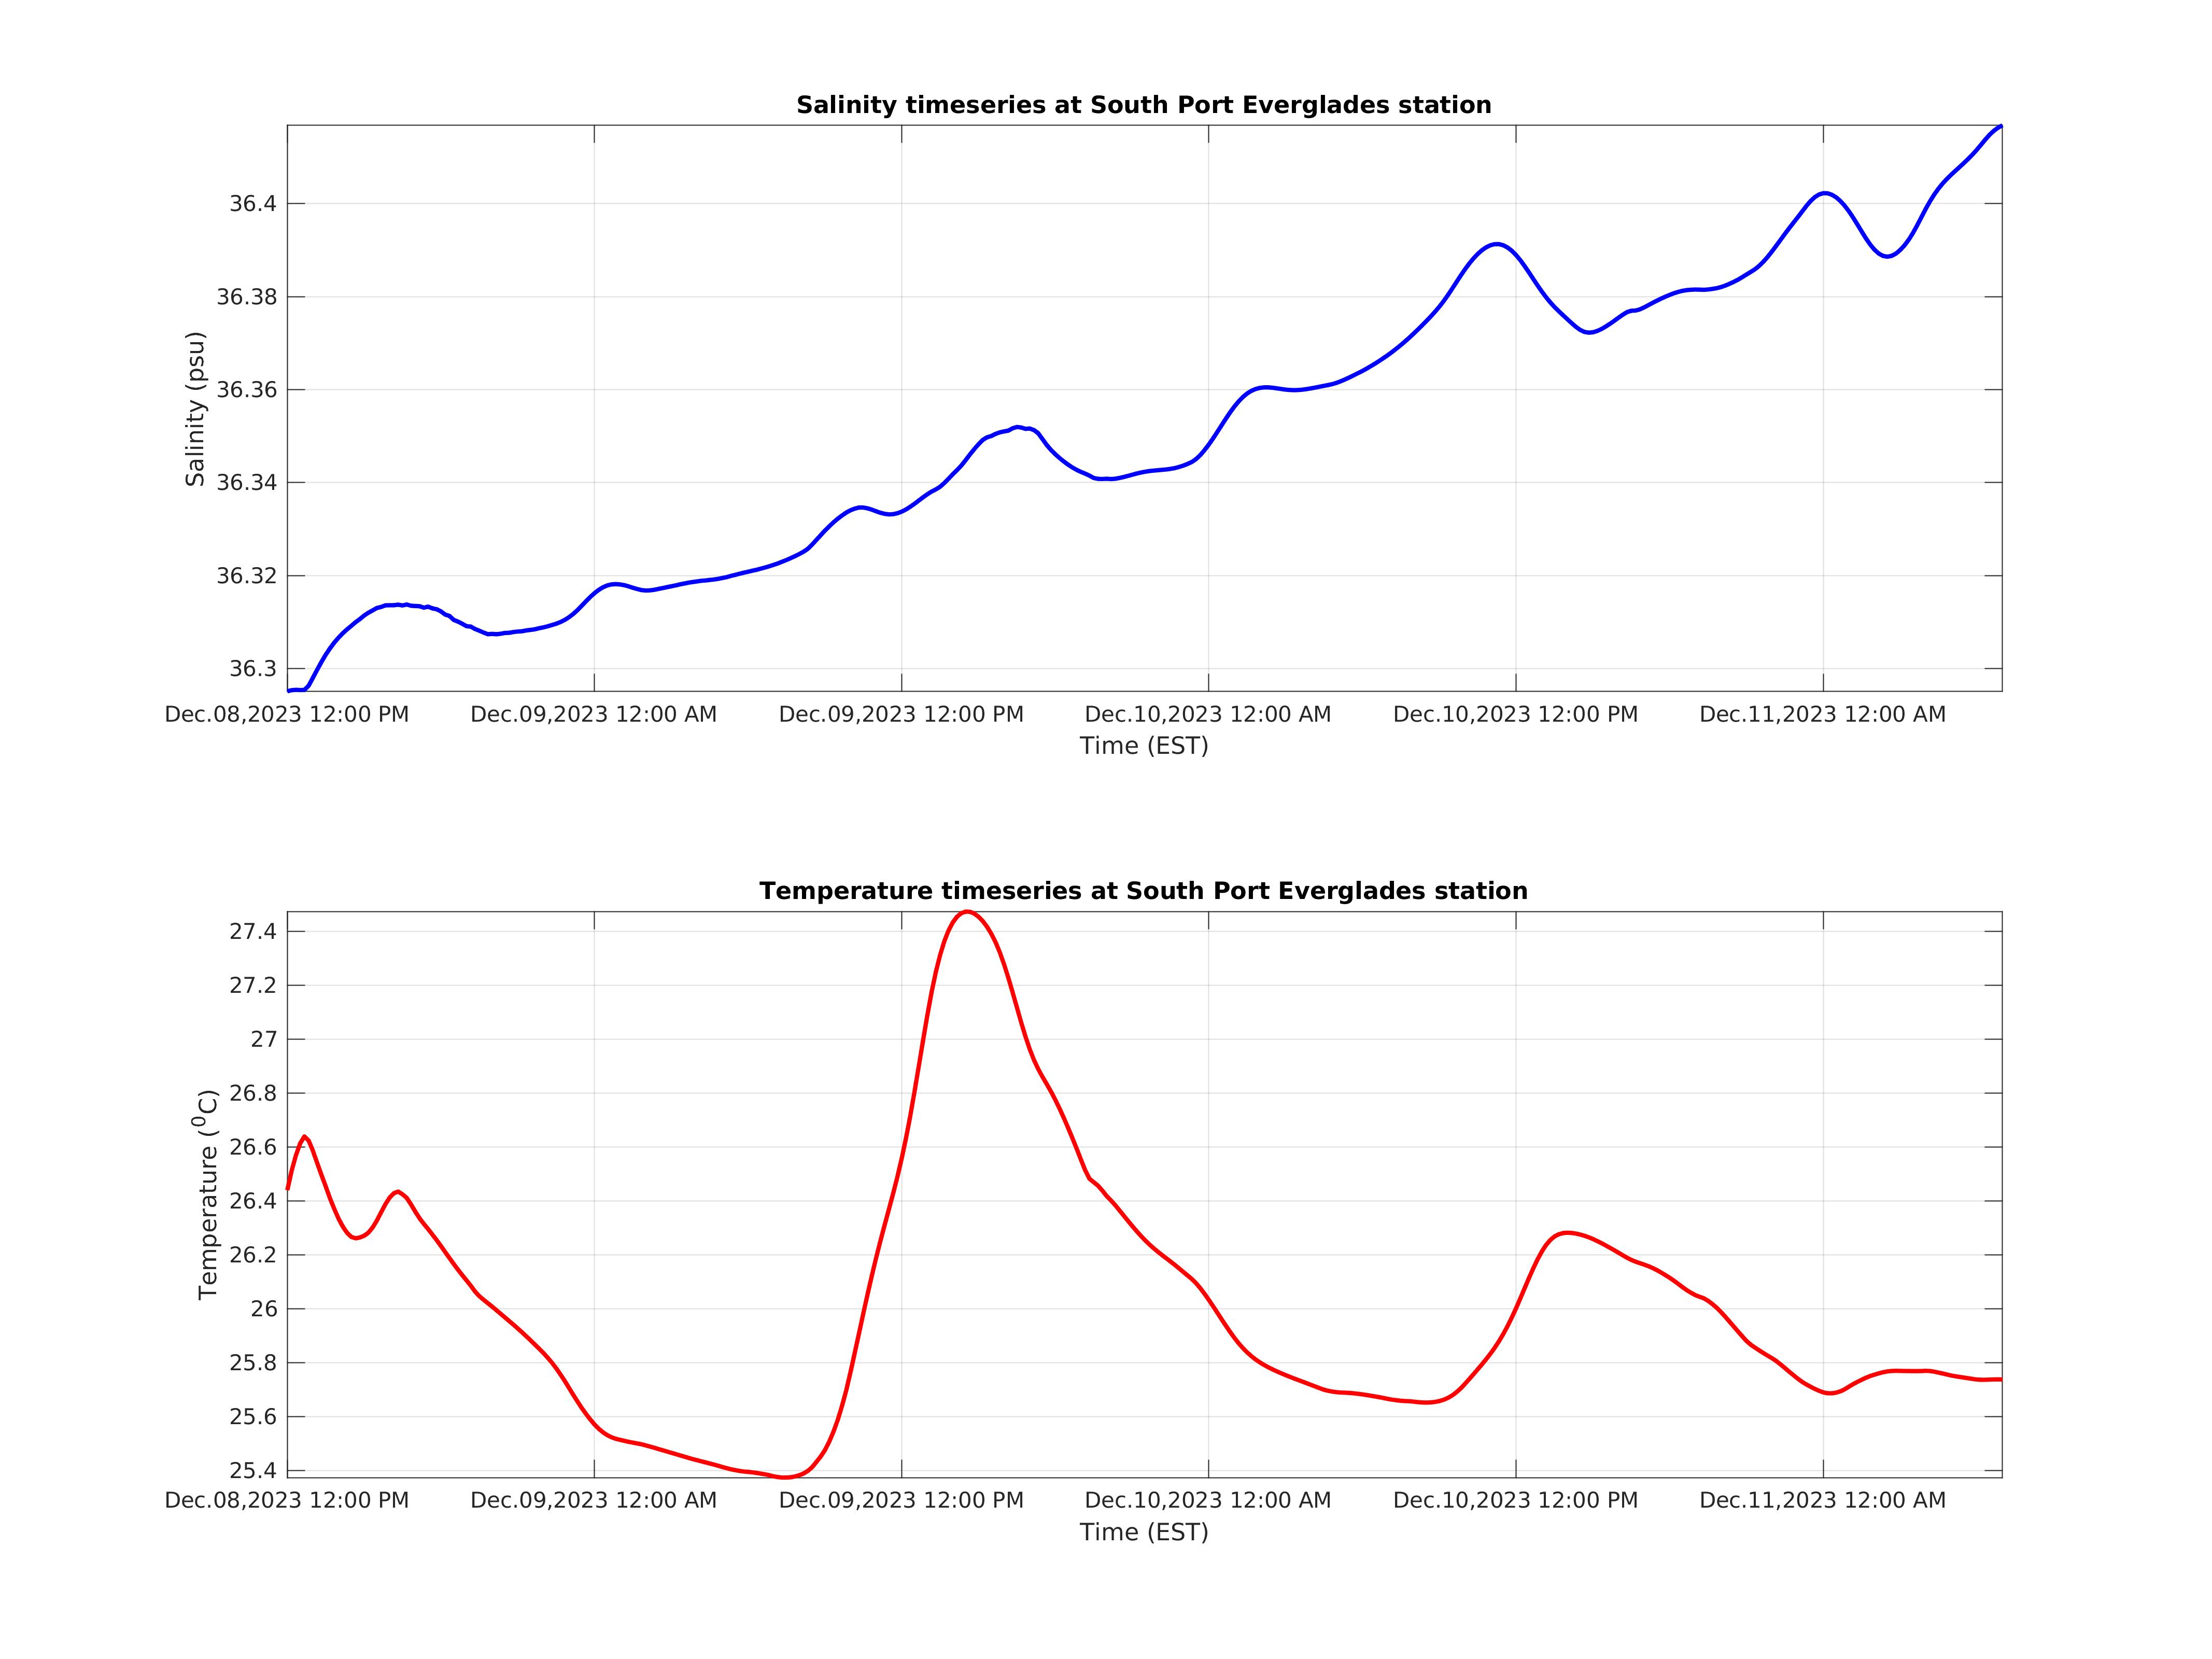 Salinity timeseries at South Port Everglades station
Salinity (psu)
36.4
36.38
36.36
36.34
36.32
36.3
Dec.08,2023 12:00 PM Dec.09,2023 12:00 AM Dec.09,2023 12:00 PM Dec.10,2023 12:00 AM Dec.10,2023 12:00 PM Dec.11,2023 12:00 AM
Time (EST)
Temperature timeseries at South Port Everglades station
Temperature (⁰C)
27.4
27.2
27
26.8
26.6
26.4
26.2
26
25.8
25.6
25.4
Dec.08,2023 12:00 PM Dec.09,2023 12:00 AM Dec.09,2023 12:00 PM Dec.10,2023 12:00 AM Dec.10,2023 12:00 PM Dec.11,2023 12:00 AM
Time (EST)